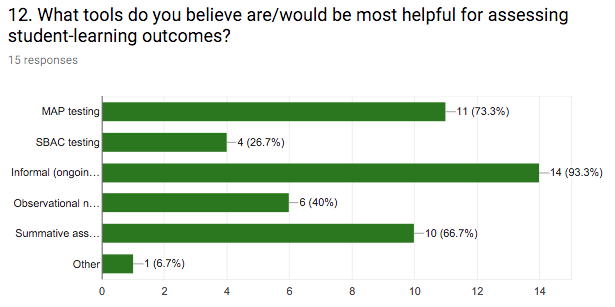 12. What tools do you believe are/would be most helpful for assessing
student-learning outcomes?
15 responses
MAP testing
11 (73.3%)
SBAC testing
4 (26.7%)
Informal (ongoin…
14 (93.3%)
Observational n…
6 (40%)
Summative ass…
10 (66.7%)
Other
1 (6.7%)
0 2 4 6 8 10 12 14